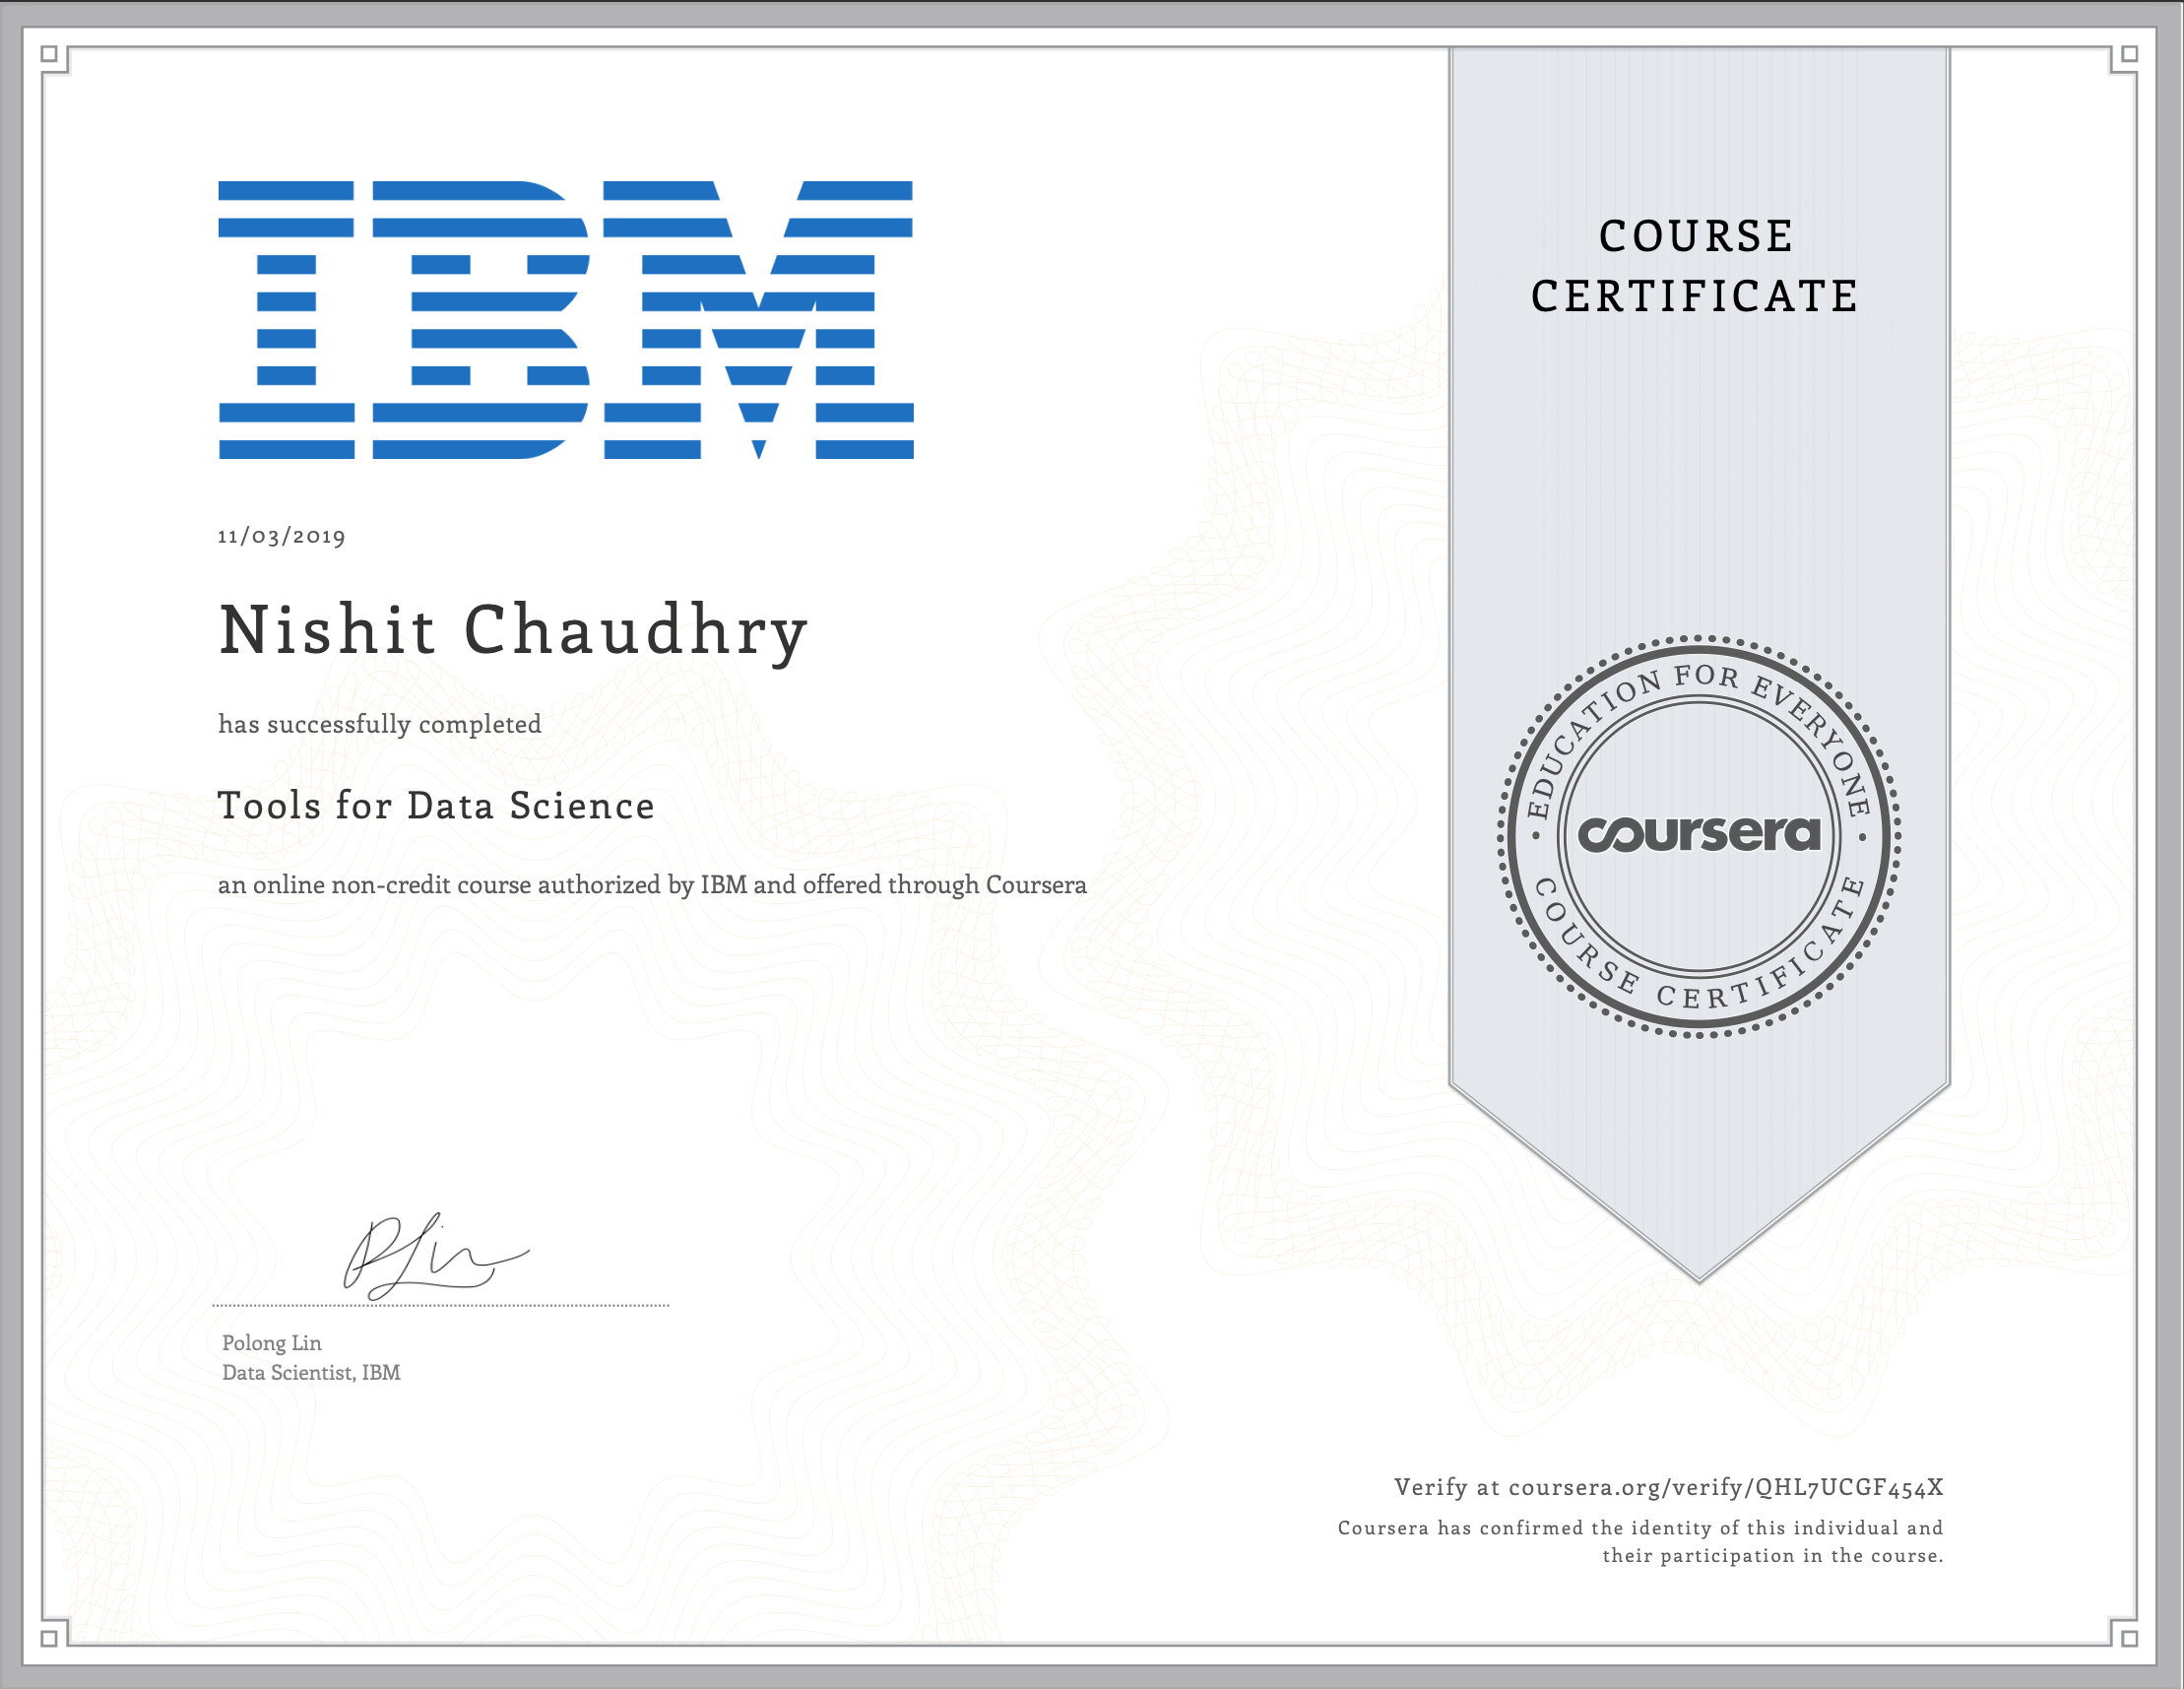 IBM
11/03/2019
Nishit Chaudhry
has successfully completed
Tools for Data Science
an online non-credit course authorized by IBM and offered through Coursera
P Lin
Polong Lin
Data Scientist, IBM
COURSE
CERTIFICATE
EDUCATION FOR EVERYONE
coursera
COURSE CERTIFICATE
Verify at coursera.org/verify/QHL7UCGF454X
Coursera has confirmed the identity of this individual and
their participation in the course.